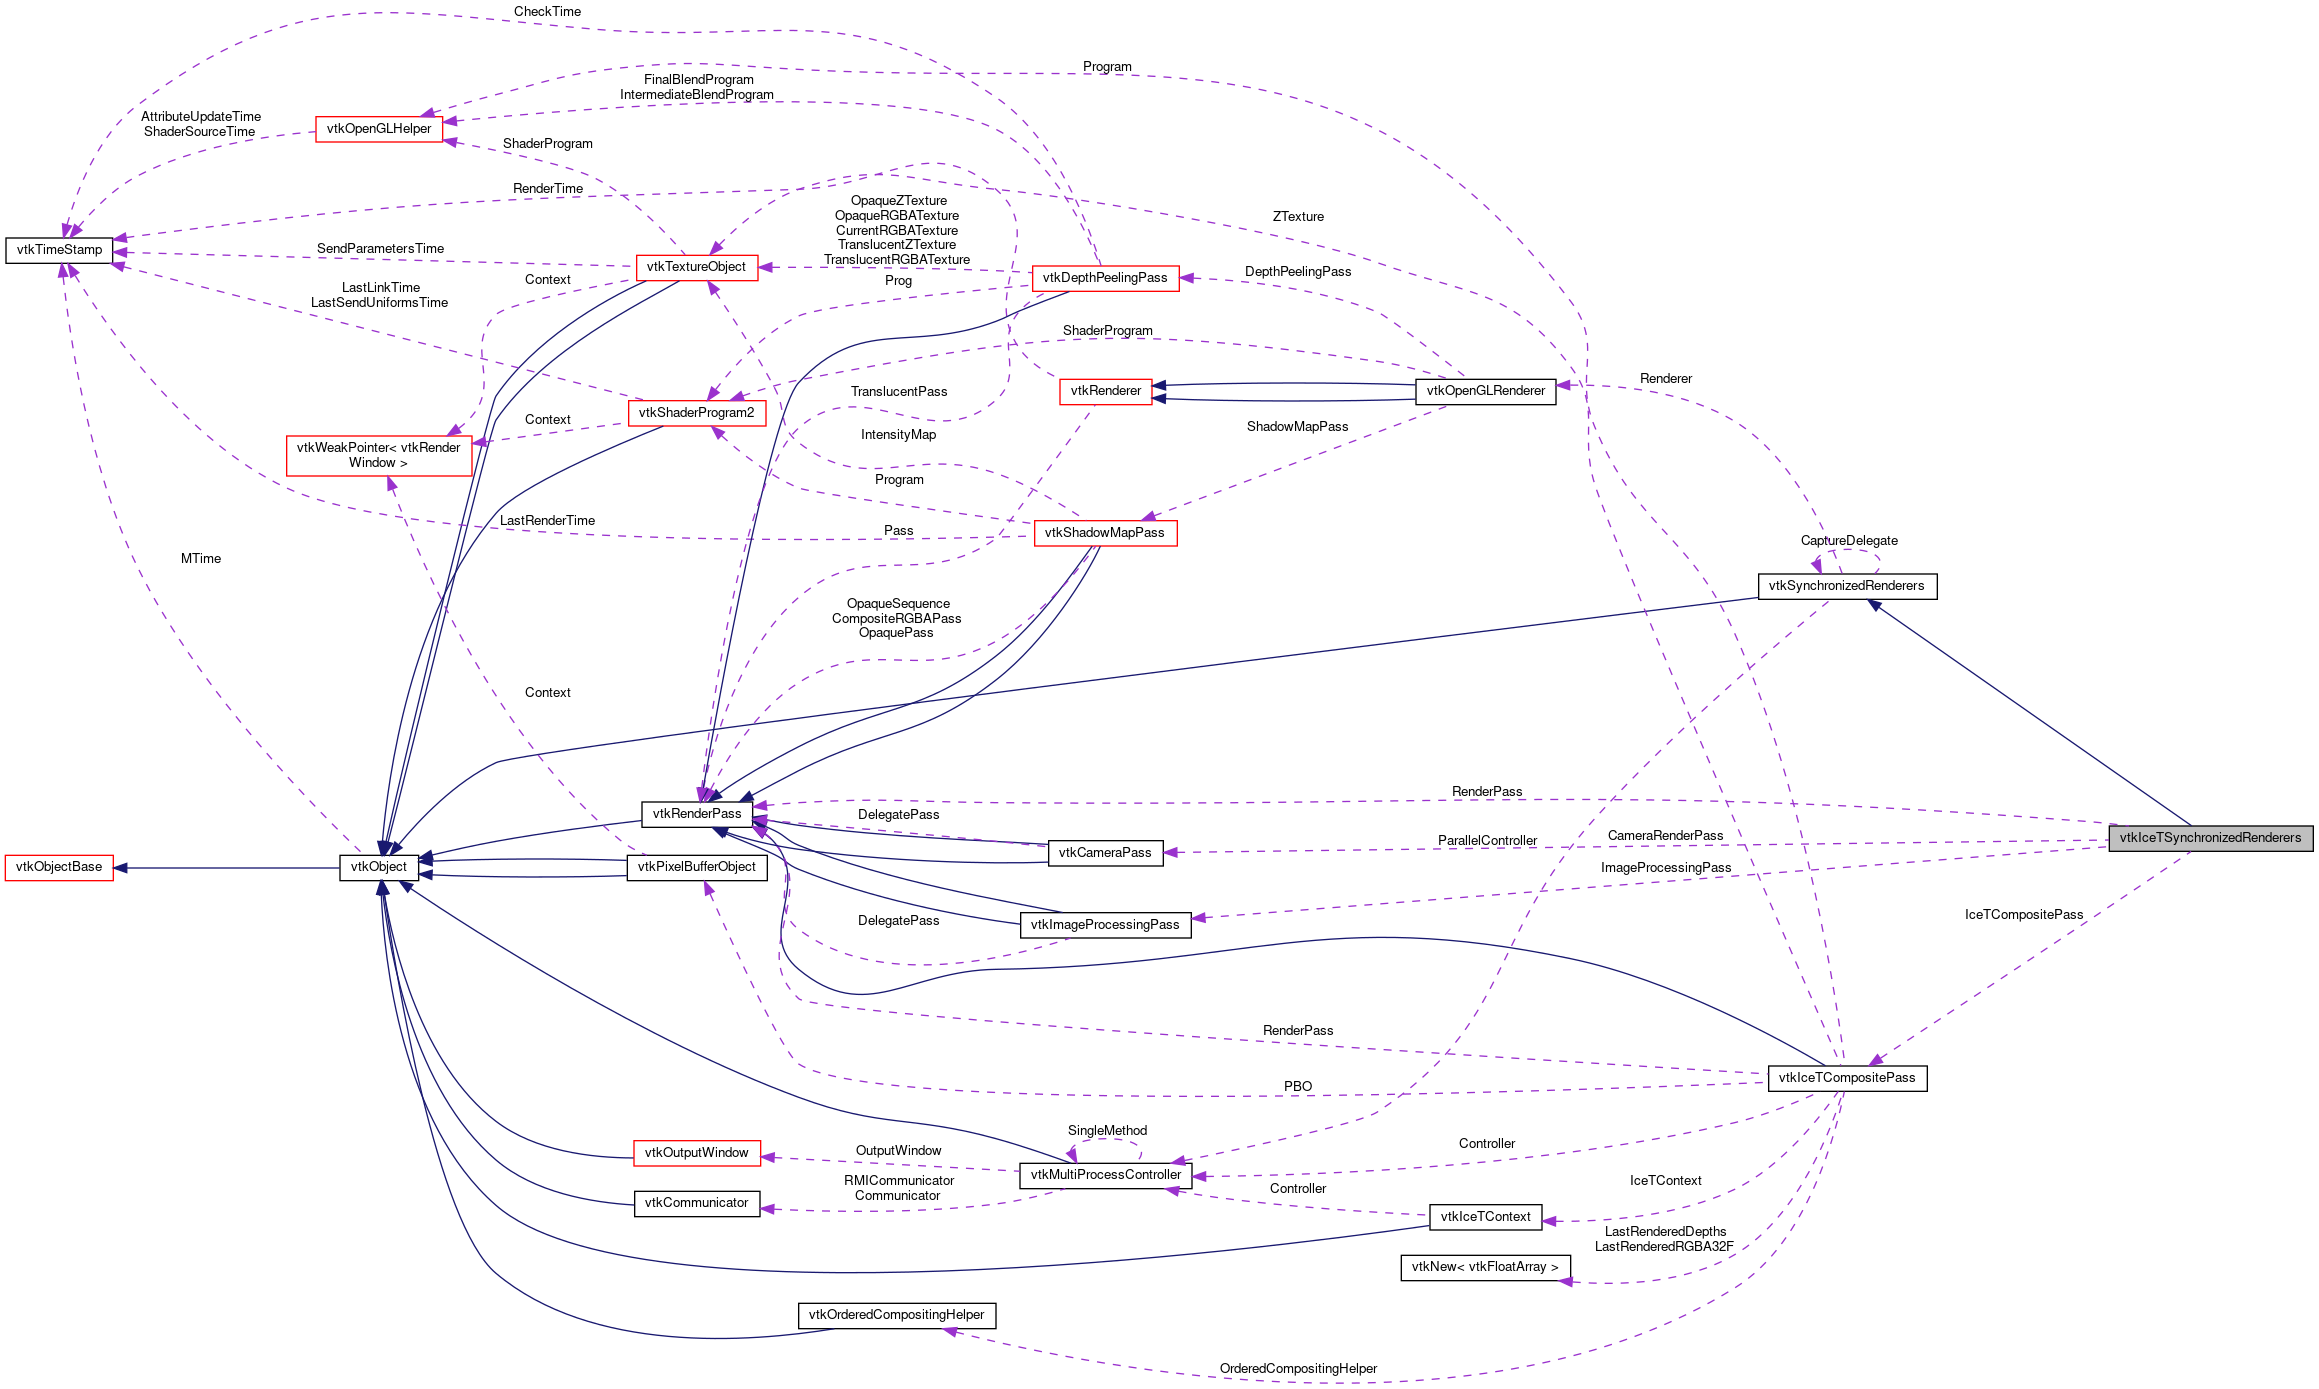 CheckTime
Program
FinalBlendProgram
IntermediateBlendProgram
AttributeUpdateTime
ShaderSourceTime
vtkOpenGLHelper
ShaderProgram
RenderTime
OpaqueZTexture
OpaqueRGBATexture
CurrentRGBATexture
TranslucentZTexture
TranslucentRGBATexture
ZTexture
vtkTimeStamp
SendParametersTime
vtkTextureObject
vtkDepthPeelingPass
DepthPeelingPass
LastLinkTime
LastSendUniformsTime
Context
Prog
ShaderProgram
Renderer
vtkRenderer
vtkOpenGLRenderer
TranslucentPass
vtkShaderProgram2
Context
IntensityMap
ShadowMapPass
vtkWeakPointer< vtkRender
Window >
Program
LastRenderTime
Pass
vtkShadowMapPass
CaptureDelegate
MTime
vtkSynchronizedRenderers
OpaqueSequence
CompositeRGBAPass
OpaquePass
Context
RenderPass
vtkRenderPass
DelegatePass
ParallelController
CameraRenderPass
vtkIceTSynchronizedRenderers
vtkCameraPass
vtkObjectBase
vtkObject
vtkPixelBufferObject
ImageProcessingPass
DelegatePass
vtkImageProcessingPass
IceTCompositePass
RenderPass
vtkIceTCompositePass
PBO
SingleMethod
OutputWindow
vtkOutputWindow
Controller
vtkMultiProcessController
RMICommunicator
Communicator
vtkCommunicator
Controller
IceTContext
vtkIceTContext
LastRenderedDepths
LastRenderedRGBA32F
vtkNew< vtkFloatArray >
vtkOrderedCompositingHelper
OrderedCompositingHelper